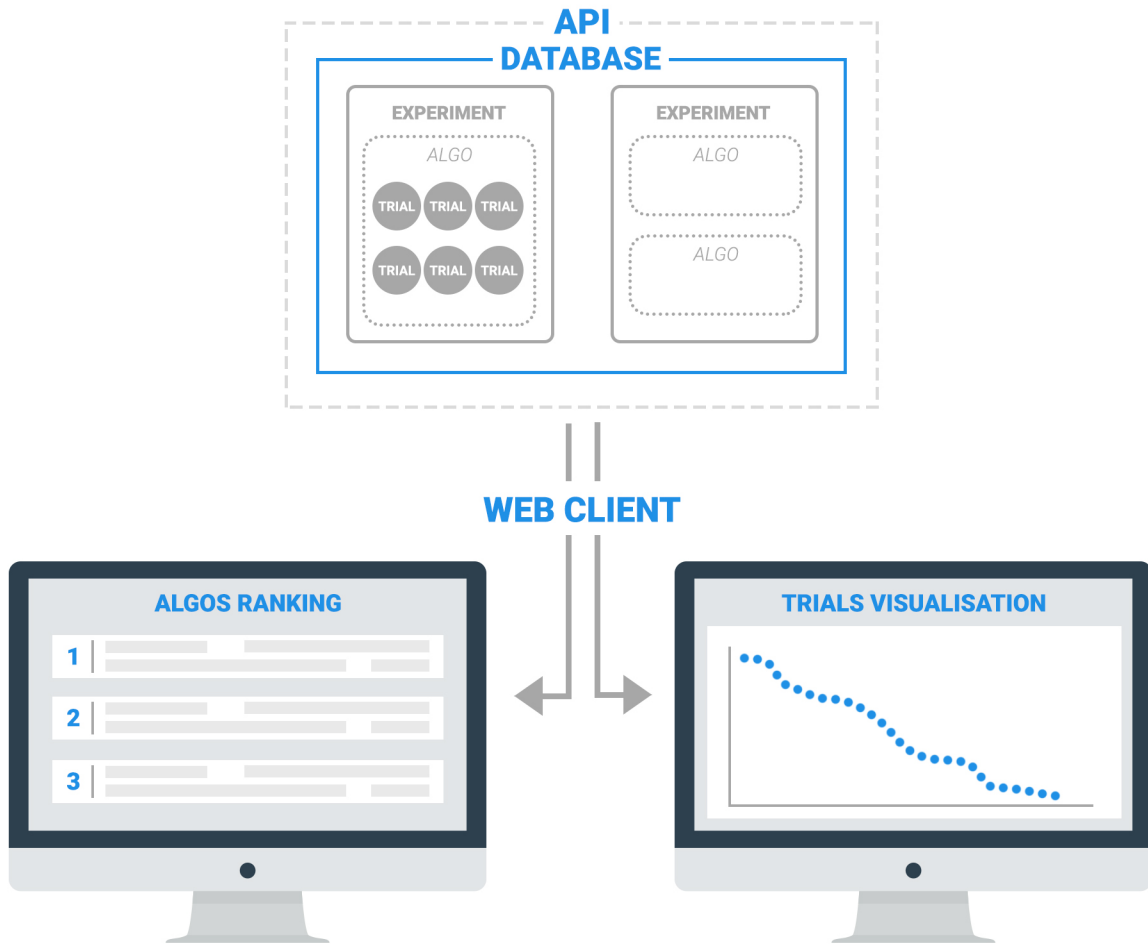 API
DATABASE
EXPERIMENT
ALGO
TRIAL TRIAL TRIAL
TRIAL TRIAL TRIAL
EXPERIMENT
ALGO
ALGO
WEB CLIENT
ALGOS RANKING
1
2
3
TRIALS VISUALISATION